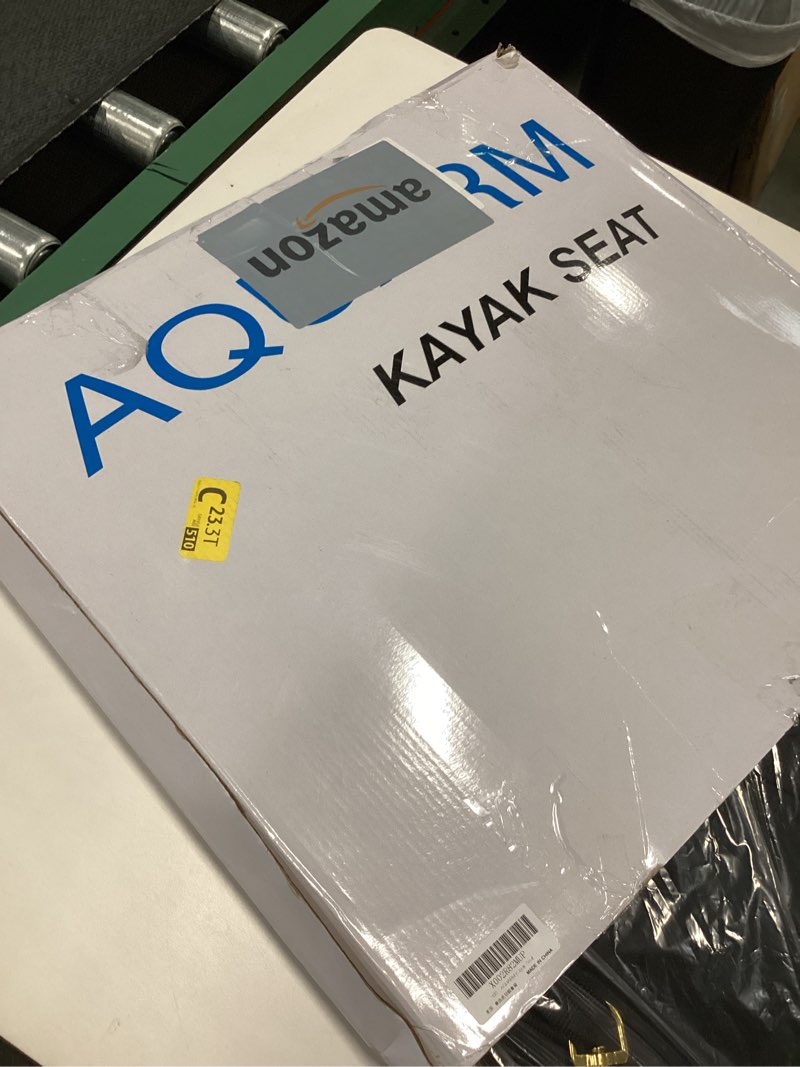 AQU RM
amazon
KAYAK SEAT
C 23.3T
510
MADE IN CHINA